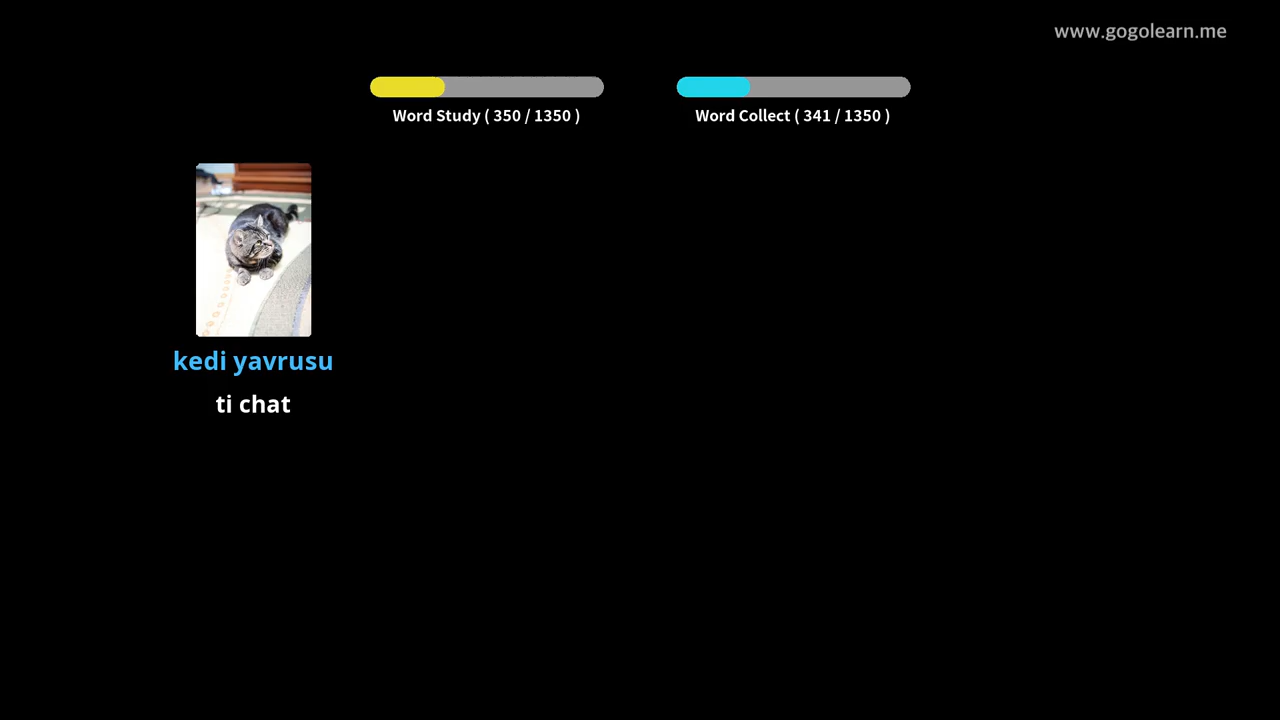 www.gogolearn.me
Word Study ( 350 / 1350 )
Word Collect ( 341 / 1350 )
kedi yavrusu
ti chat